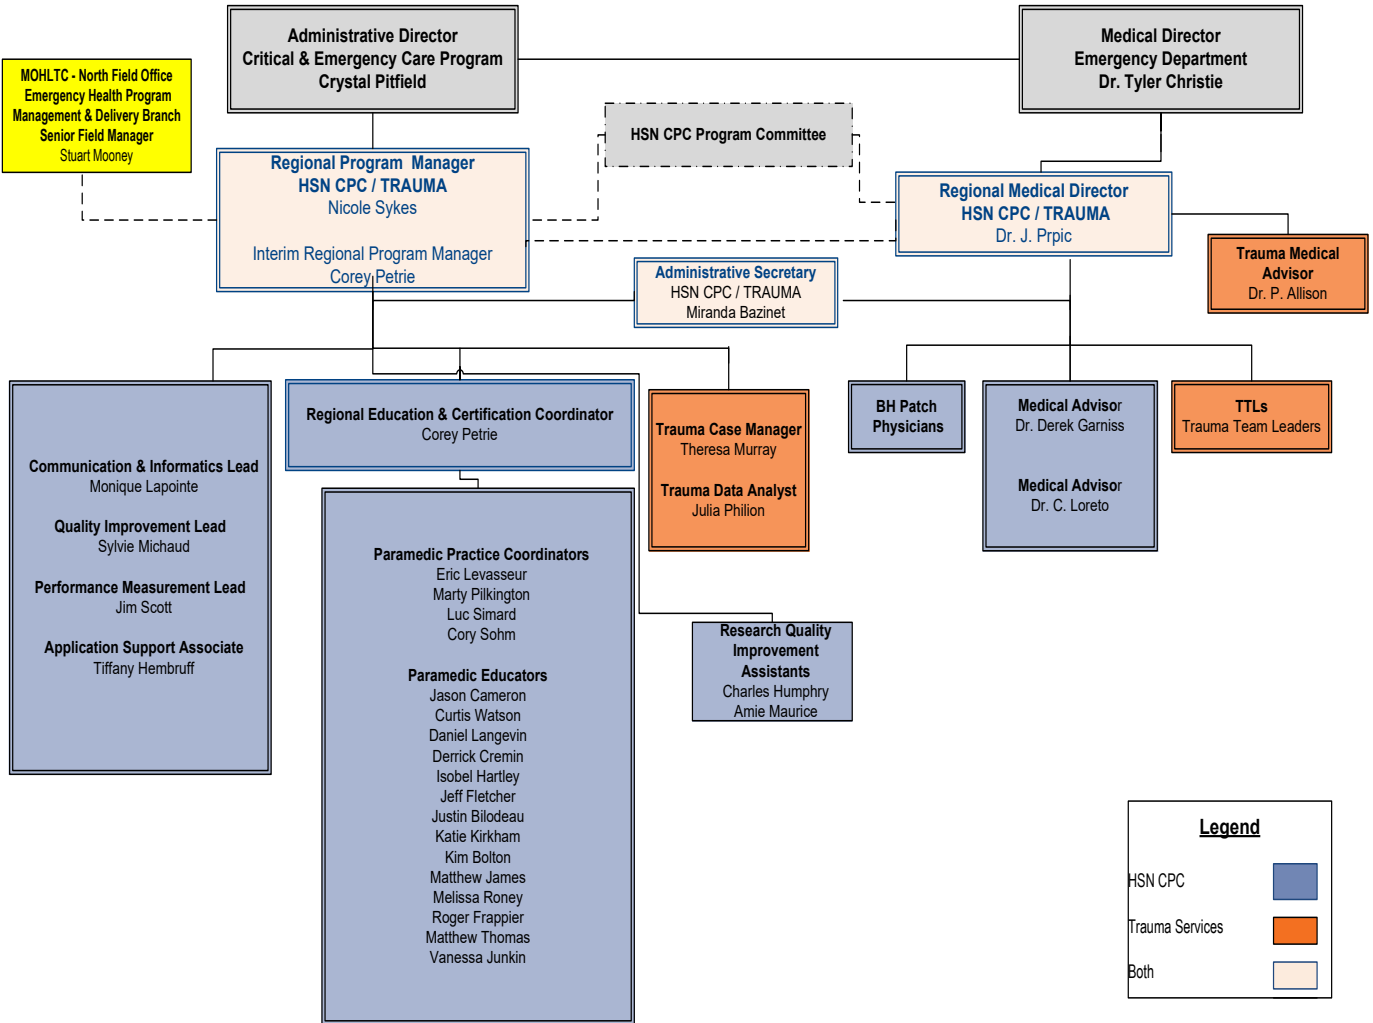 Administrative Director
Critical & Emergency Care Program
Crystal Pitfield
Medical Director
Emergency Department
Dr. Tyler Christie
MOHLTC - North Field Office
Emergency Health Program
Management & Delivery Branch
Senior Field Manager
Stuart Mooney
HSN CPC Program Committee
Regional Program Manager
HSN CPC / TRAUMA
Nicole Sykes
Interim Regional Program Manager
Corey Petrie
Regional Medical Director
HSN CPC / TRAUMA
Dr. J. Prpic
Trauma Medical
Advisor
Dr. P. Allison
Administrative Secretary
HSN CPC / TRAUMA
Miranda Bazinet
Communication & Informatics Lead
Monique Lapointe
Quality Improvement Lead
Sylvie Michaud
Performance Measurement Lead
Jim Scott
Application Support Associate
Tiffany Hembruff
Regional Education & Certification Coordinator
Corey Petrie
Paramedic Practice Coordinators
Eric Levasseur
Marty Pilkington
Luc Simard
Cory Sohm
Paramedic Educators
Jason Cameron
Curtis Watson
Daniel Langevin
Derrick Cremin
Isobel Hartley
Jeff Fletcher
Justin Bilodeau
Katie Kirkham
Kim Bolton
Matthew James
Melissa Roney
Roger Frappier
Matthew Thomas
Vanessa Junkin
Trauma Case Manager
Theresa Murray
Trauma Data Analyst
Julia Philion
Research Quality
Improvement
Assistants
Charles Humphry
Amie Maurice
BH Patch
Physicians
Medical Advisor
Dr. Derek Garniss
Medical Advisor
Dr. C. Loreto
TTLs
Trauma Team Leaders
Legend
HSN CPC
Trauma Services
Both